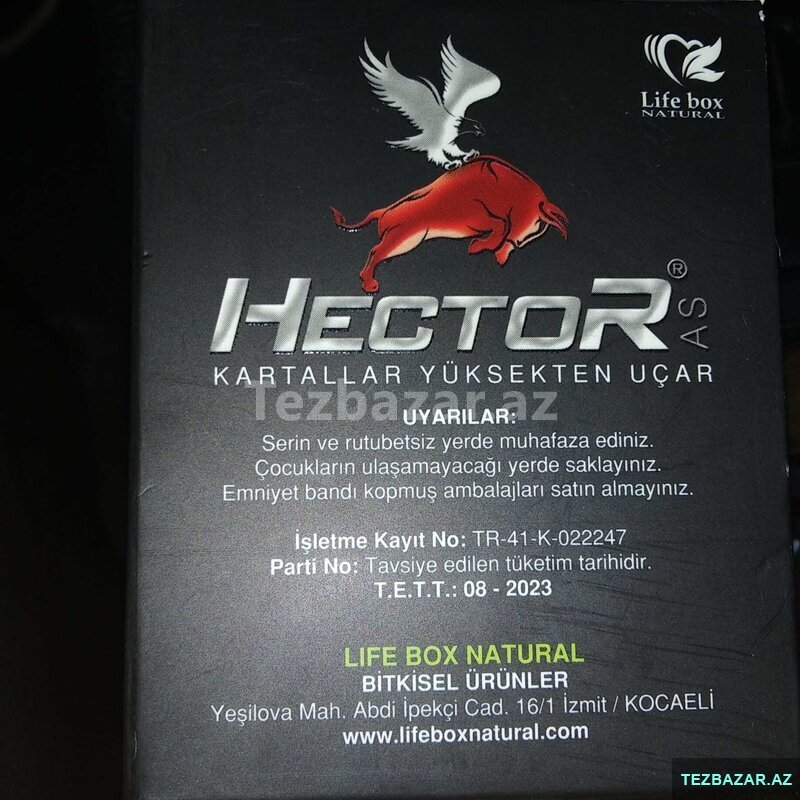 Life box
NATURAL
HECTOR®
AS
KARTALLAR YÜKSEKTEN UÇAR
Tezbazar.az
UYARILAR:
Serin ve rutubetsiz yerde muhafaza ediniz.
Çocukların ulaşamayacağı yerde saklayınız.
Emniyet bandı kopmuş ambalajları satın almayınız.
İşletme Kayıt No: TR-41-K-022247
Parti No: Tavsiye edilen tüketim tarihidir.
T.E.T.T.: 08 - 2023
LIFE BOX NATURAL
BİTKİSEL ÜRÜNLER
Yeşilova Mah. Abdi İpekçi Cad. 16/1 İzmit / KOCAELİ
www.lifeboxnatural.com
TEZBAZAR.AZ